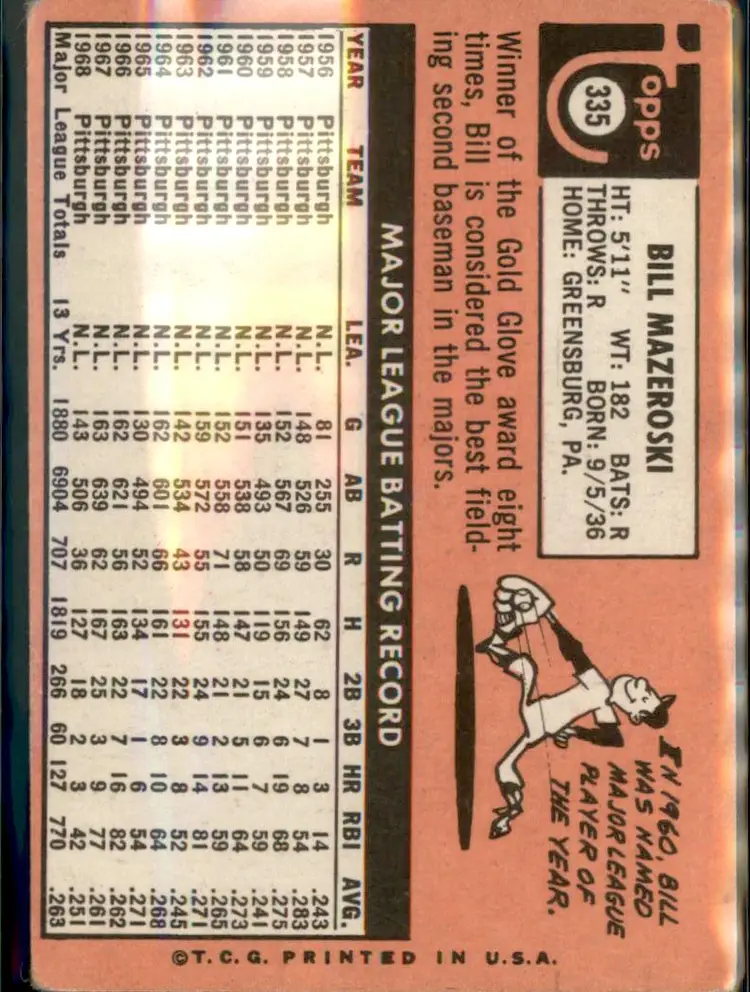 Topps
335
BILL MAZEROSKI
HT: 5'11" WT: 182 BATS: R
THROWS: R BORN: 9/5/36
HOME: GREENSBURG, PA.
Winner of the Gold Glove award eight
times, Bill is considered the best field-
ing second baseman in the majors.
IN 1960, BILL
WAS NAMED
MAJOR LEAGUE
PLAYER OF
THE YEAR.
MAJOR LEAGUE BATTING RECORD
YEAR TEAM LEA. G AB R H 2B 3B HR RBI AVG.
1956 Pittsburgh N.L. 81 255 30 62 8 1 3 14 .243
1957 Pittsburgh N.L. 148 526 59 149 27 7 8 54 .283
1958 Pittsburgh N.L. 152 567 69 156 24 6 19 68 .275
1959 Pittsburgh N.L. 135 493 50 119 15 6 7 59 .241
1960 Pittsburgh N.L. 151 538 58 147 21 5 11 64 .273
1961 Pittsburgh N.L. 152 558 71 148 21 2 13 59 .265
1962 Pittsburgh N.L. 159 572 55 155 24 9 14 81 .271
1963 Pittsburgh N.L. 142 534 43 131 22 3 8 52 .245
1964 Pittsburgh N.L. 162 601 66 161 22 8 10 64 .268
1965 Pittsburgh N.L. 130 494 52 134 17 1 6 54 .271
1966 Pittsburgh N.L. 162 621 56 163 22 7 16 82 .262
1967 Pittsburgh N.L. 163 639 62 167 25 3 9 77 .261
1968 Pittsburgh N.L. 143 506 36 127 18 2 3 42 .251
Major League Totals 13 Yrs. 1880 6904 707 1819 266 60 127 770 .263
©T.C.G. PRINTED IN U.S.A.